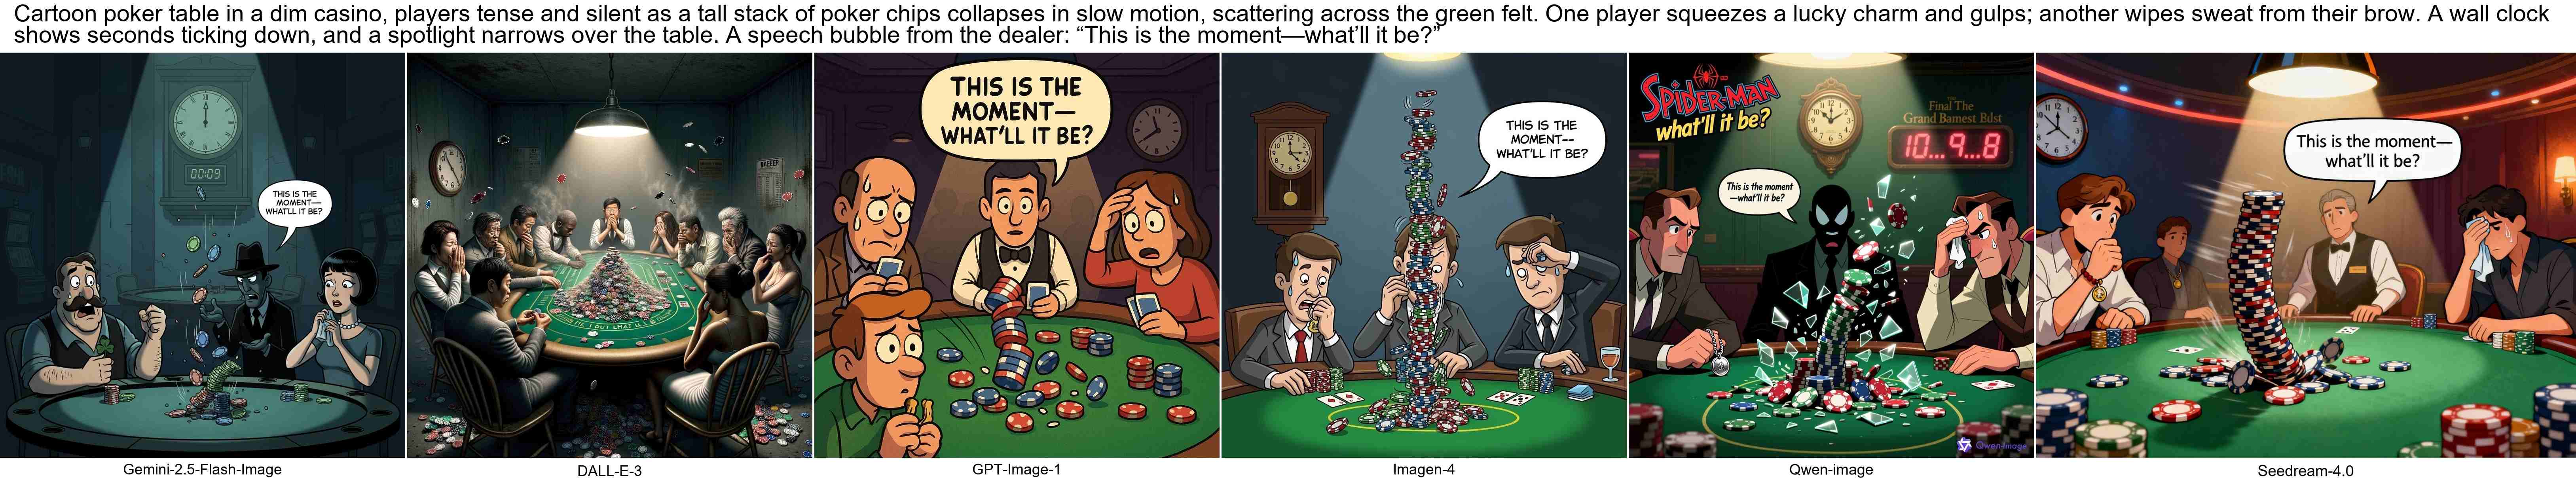 Cartoon poker table in a dim casino, players tense and silent as a tall stack of poker chips collapses in slow motion, scattering across the green felt. One player squeezes a lucky charm and gulps; another wipes sweat from their brow. A wall clock
shows seconds ticking down, and a spotlight narrows over the table. A speech bubble from the dealer: “This is the moment—what’ll it be?”
00:09
THIS IS THE
MOMENT—
WHAT'LL IT BE?
THIS IS THE
MOMENT—
WHAT'LL IT BE?
THIS IS THE
MOMENT--
WHAT'LL IT BE?
SPIDER-MAN
what'll it be?
Final The
Grand Bamest Bdst
10...9...8
This is the moment
—what'll it be?
Qwen-Image
This is the moment—
what'll it be?
Gemini-2.5-Flash-Image
DALL-E-3
GPT-Image-1
Imagen-4
Qwen-image
Seedream-4.0